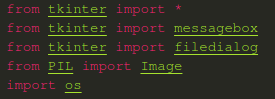 from tkinter import *
from tkinter import messagebox
from tkinter import filedialog
from PIL import Image
import os